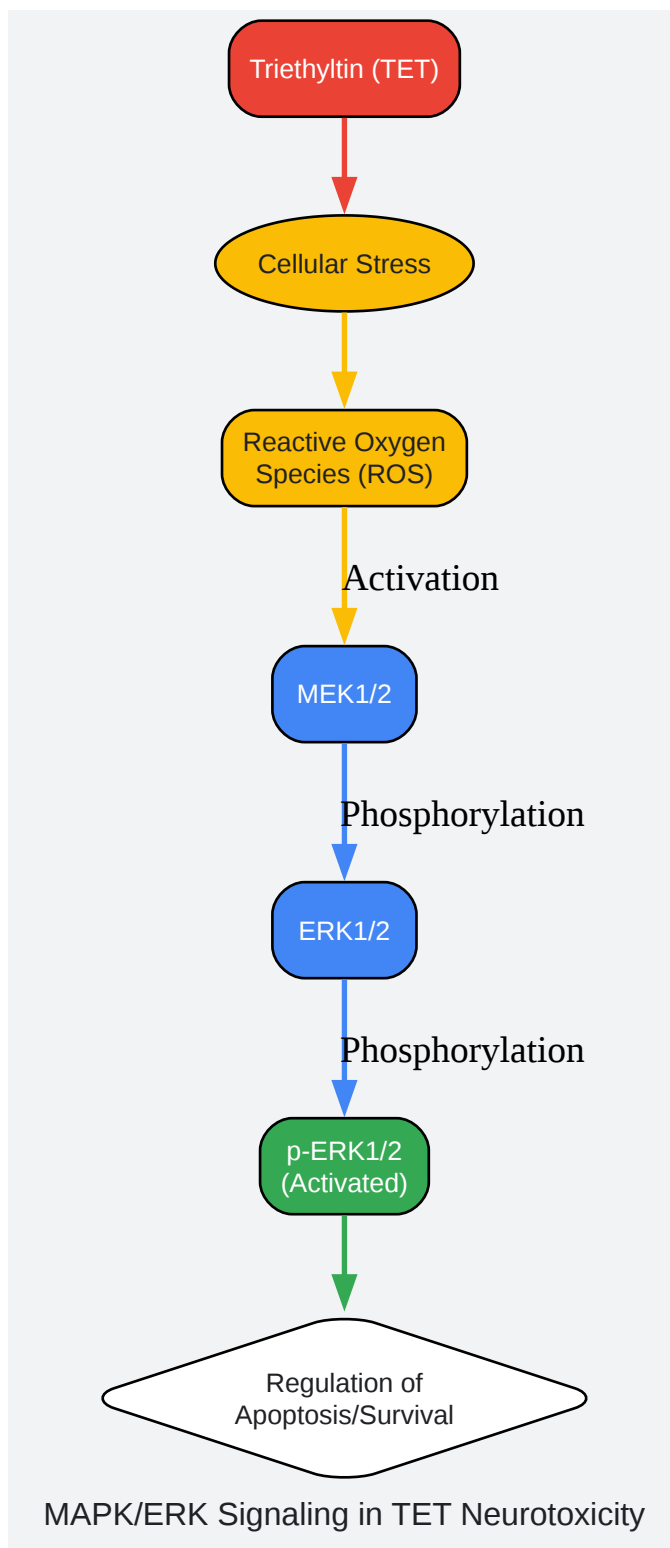 Triethyltin (TET)
Cellular Stress
Reactive Oxygen
Species (ROS)
Activation
MEK1/2
Phosphorylation
ERK1/2
Phosphorylation
p-ERK1/2
(Activated)
Regulation of
Apoptosis/Survival
MAPK/ERK Signaling in TET Neurotoxicity